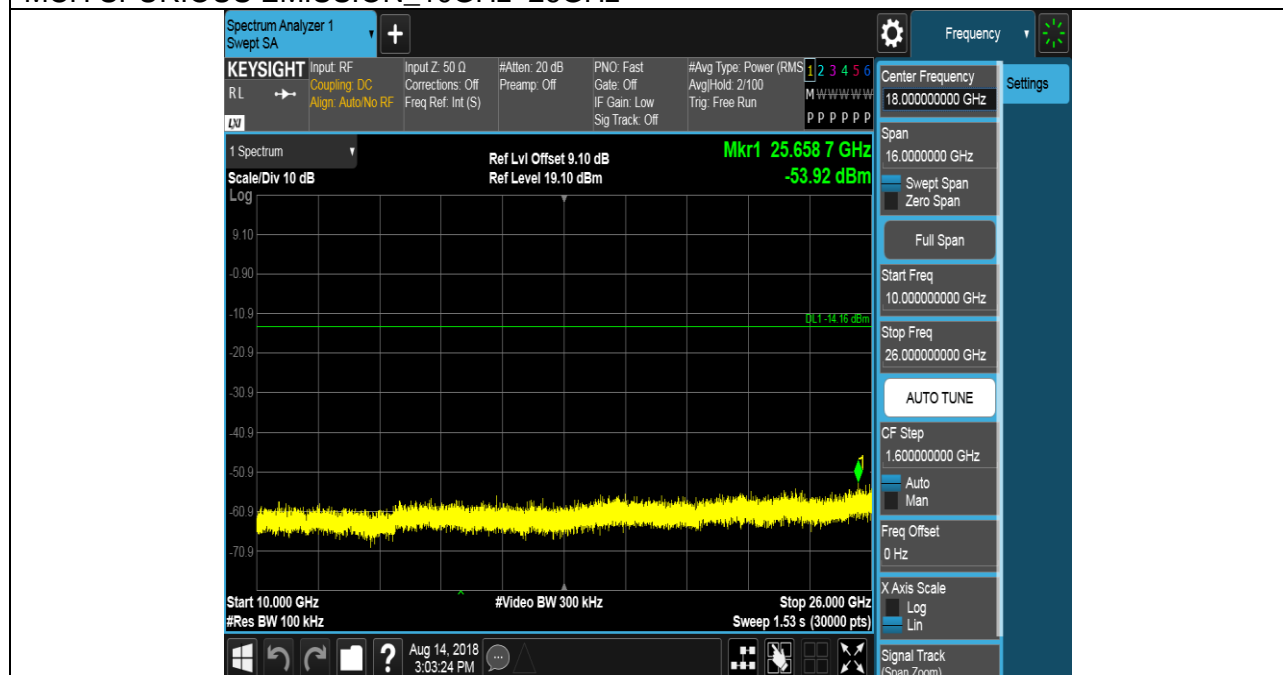 Spectrum Analyzer 1
Swept SA
Frequency
KEYSIGHT
RL
LXI
Input: RF
Coupling: DC
Align: Auto/No RF
Input Z: 50 Ω
Corrections: Off
Freq Ref: Int (S)
#Atten: 20 dB
Preamp: Off
PNO: Fast
Gate: Off
IF Gain: Low
Sig Track: Off
#Avg Type: Power (RMS
Avg|Hold: 2/100
Trig: Free Run
1 2 3 4 5 6
M W W W W W
P P P P P P
Center Frequency
18.000000000 GHz
Settings
Span
16.0000000 GHz
Swept Span
Zero Span
Full Span
Start Freq
10.000000000 GHz
Stop Freq
26.000000000 GHz
AUTO TUNE
CF Step
1.600000000 GHz
Auto
Man
Freq Offset
0 Hz
X Axis Scale
Log
Lin
Signal Track
(Span Zoom)
1 Spectrum
Scale/Div 10 dB
Log
Ref Lvl Offset 9.10 dB
Ref Level 19.10 dBm
Mkr1 25.658 7 GHz
-53.92 dBm
9.10
-0.90
-10.9
DL1 -14.16 dBm
-20.9
-30.9
-40.9
-50.9
1
-60.9
-70.9
Start 10.000 GHz
#Video BW 300 kHz
Stop 26.000 GHz
#Res BW 100 kHz
Sweep 1.53 s (30000 pts)
?
Aug 14, 2018
3:03:24 PM